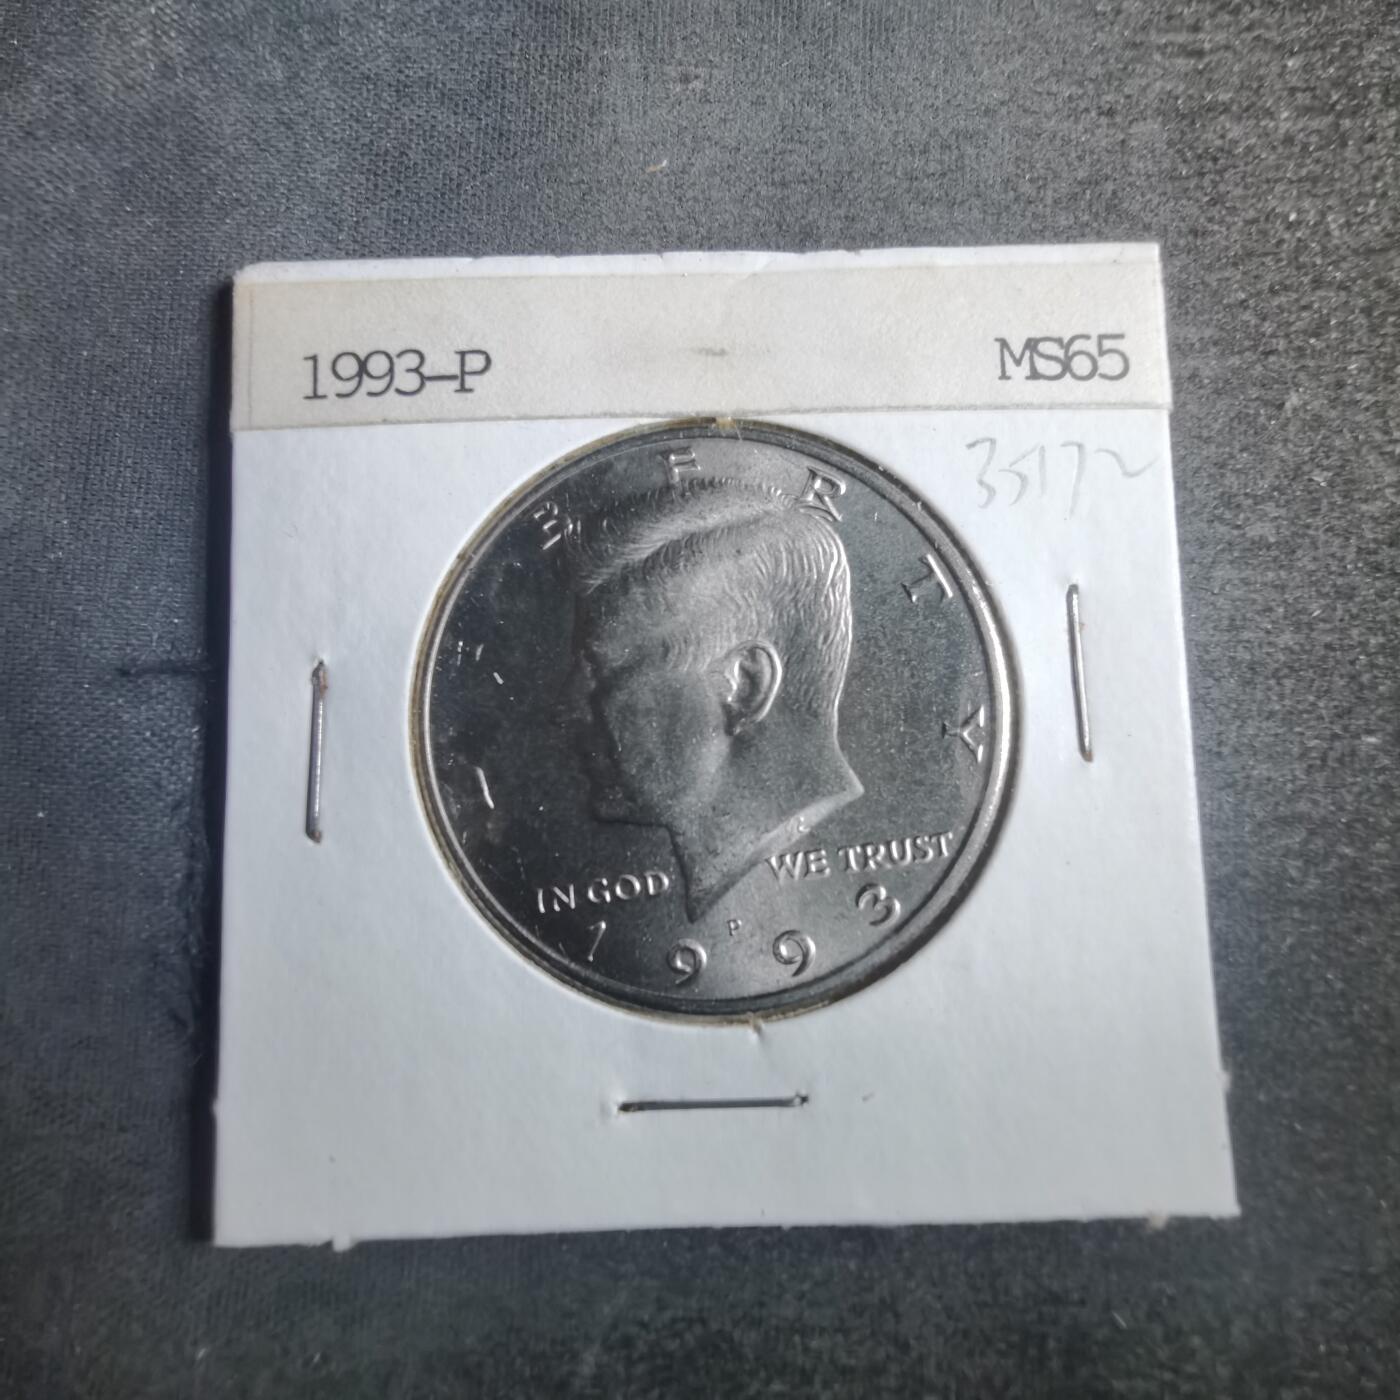 1993-P MS65
LIBERTY
IN GOD WE TRUST
P
1993